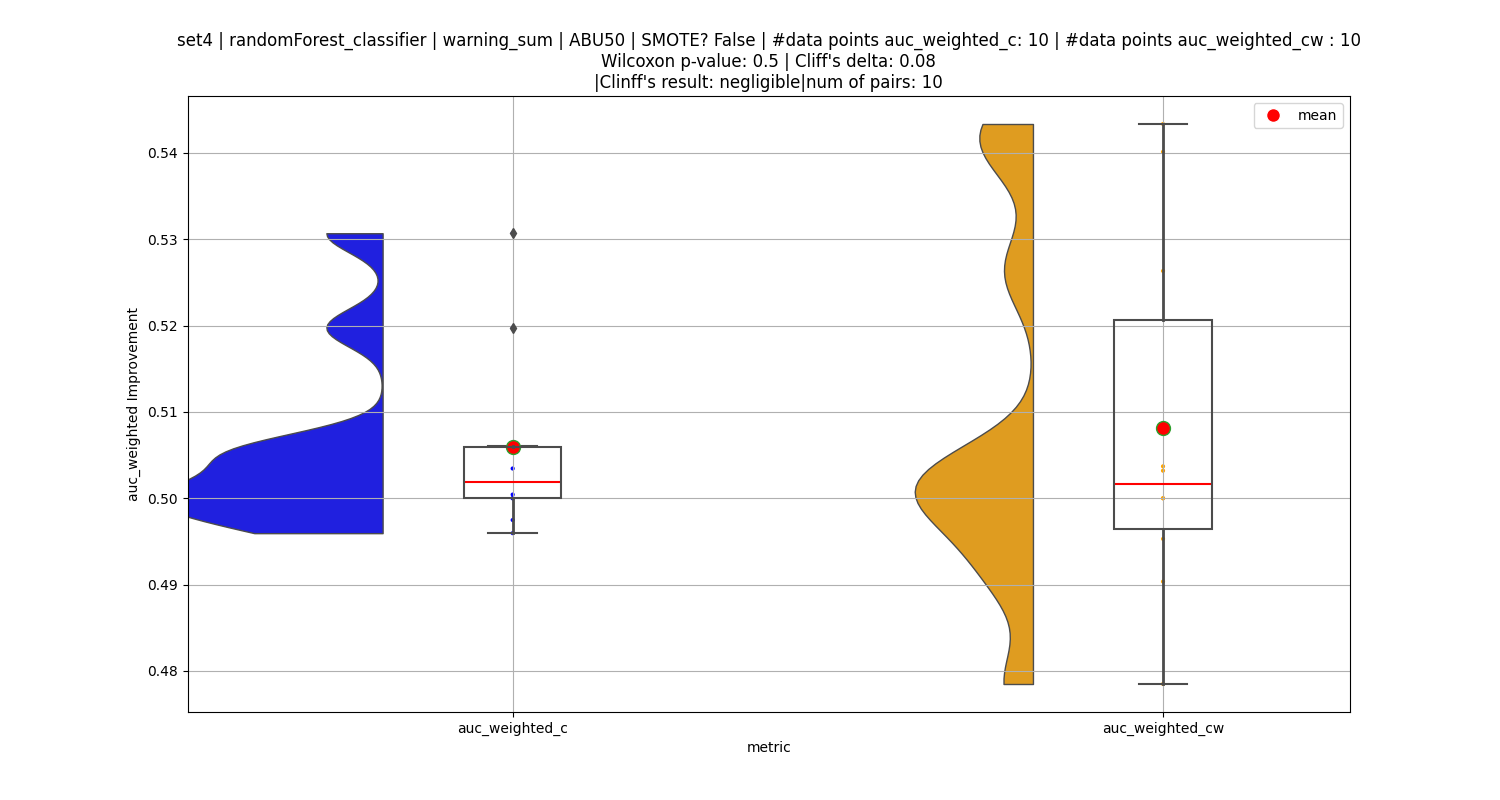 set4 | randomForest_classifier | warning_sum | ABU50 | SMOTE? False | #data points auc_weighted_c: 10 | #data points auc_weighted_cw : 10
Wilcoxon p-value: 0.5 | Cliff's delta: 0.08
|Clinff's result: negligible|num of pairs: 10
mean
0.54
0.53
0.52
0.51
0.50
0.49
0.48
auc_weighted Improvement
auc_weighted_c
auc_weighted_cw
metric